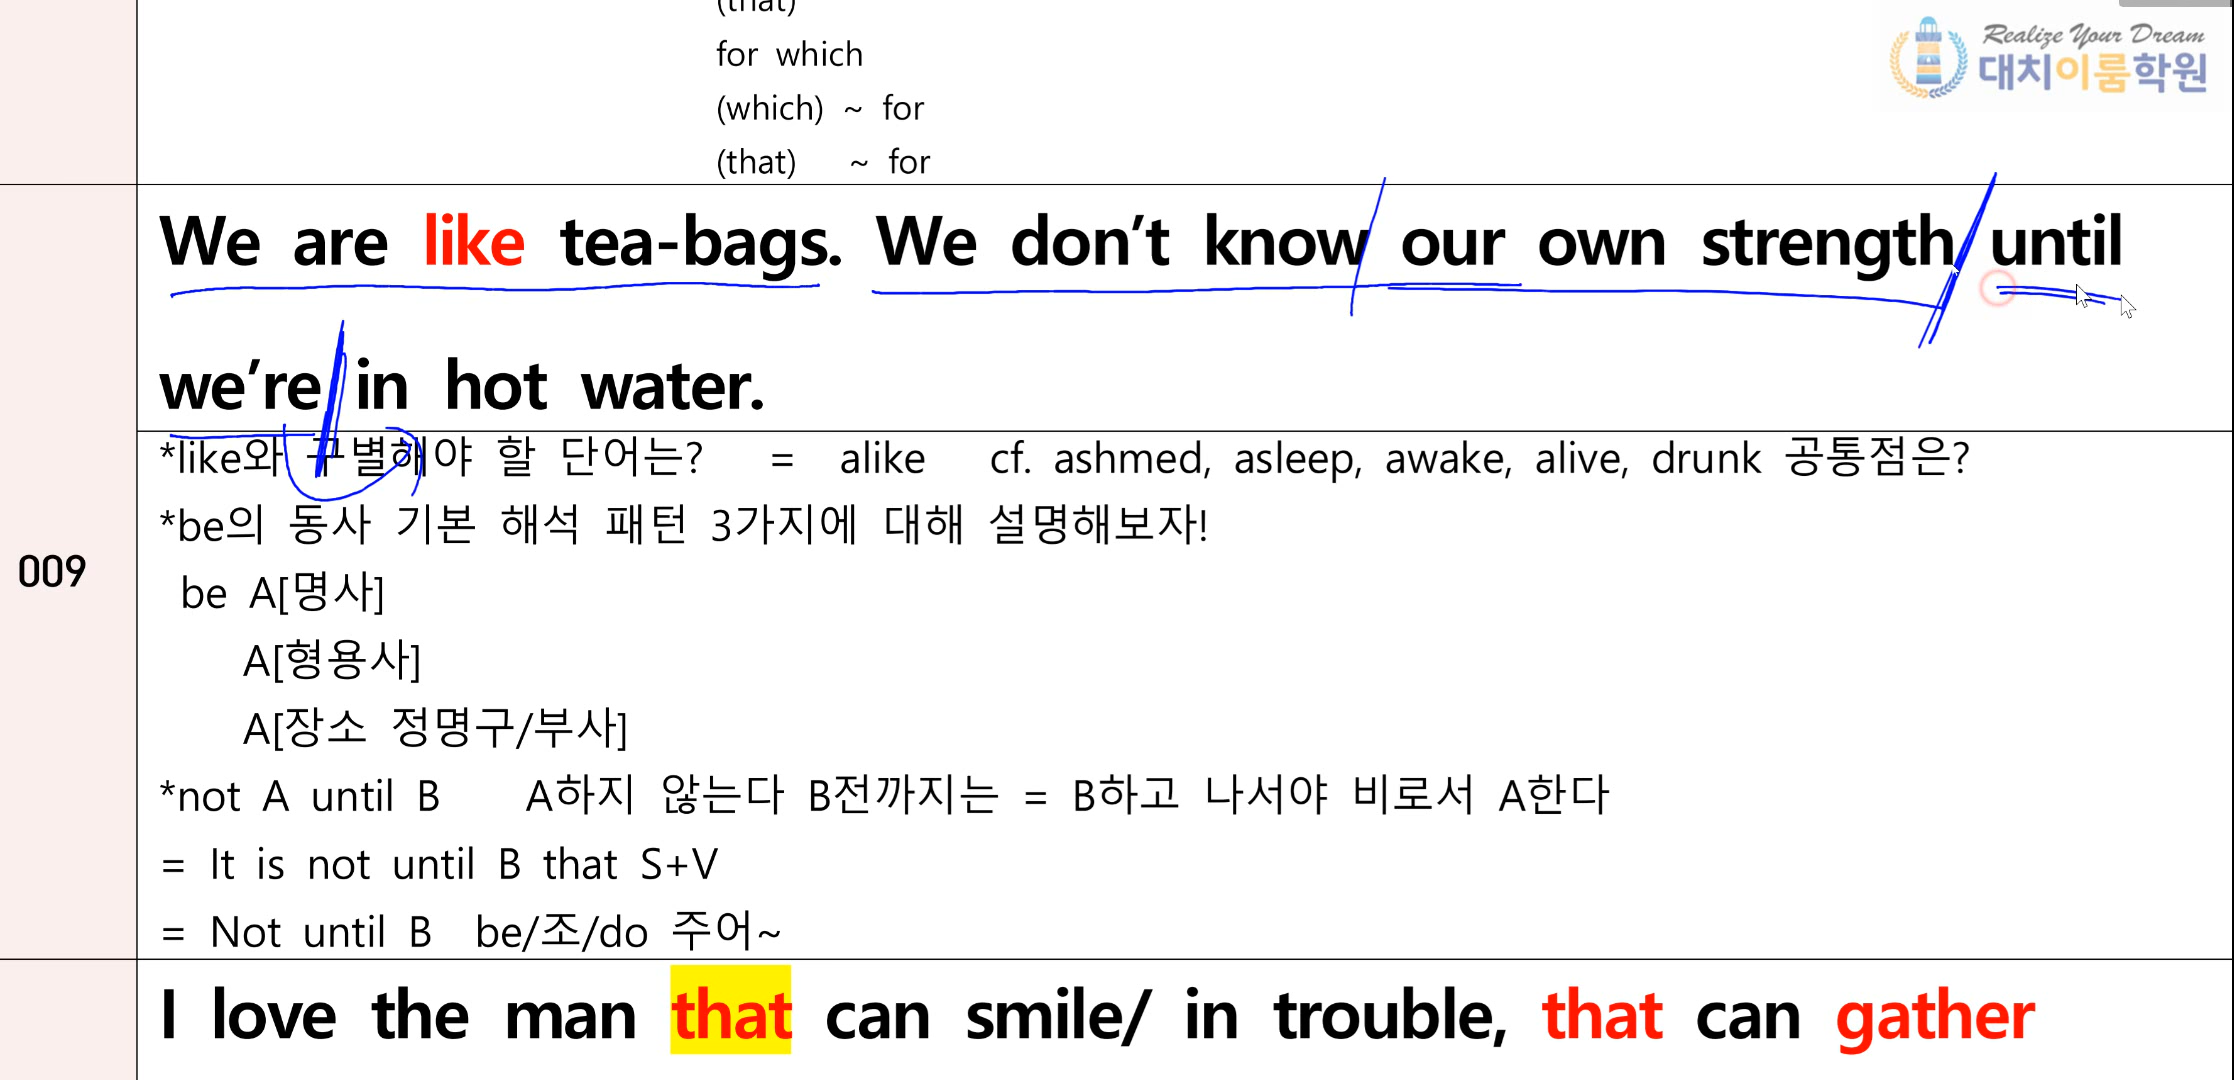 (that)
for which
(which) ~ for
(that) ~ for
Realize Your Dream
대치이룸학원
We are like tea-bags. We don't know our own strength until
we're in hot water.
009
*like와 구별해야 할 단어는? = alike cf. ashmed, asleep, awake, alive, drunk 공통점은?
*be의 동사 기본 해석 패턴 3가지에 대해 설명해보자!
be A[명사]
A[형용사]
A[장소 정명구/부사]
*not A until B A하지 않는다 B전까지는 = B하고 나서야 비로서 A한다
= It is not until B that S+V
= Not until B be/조/do 주어~
I love the man that can smile/ in trouble, that can gather